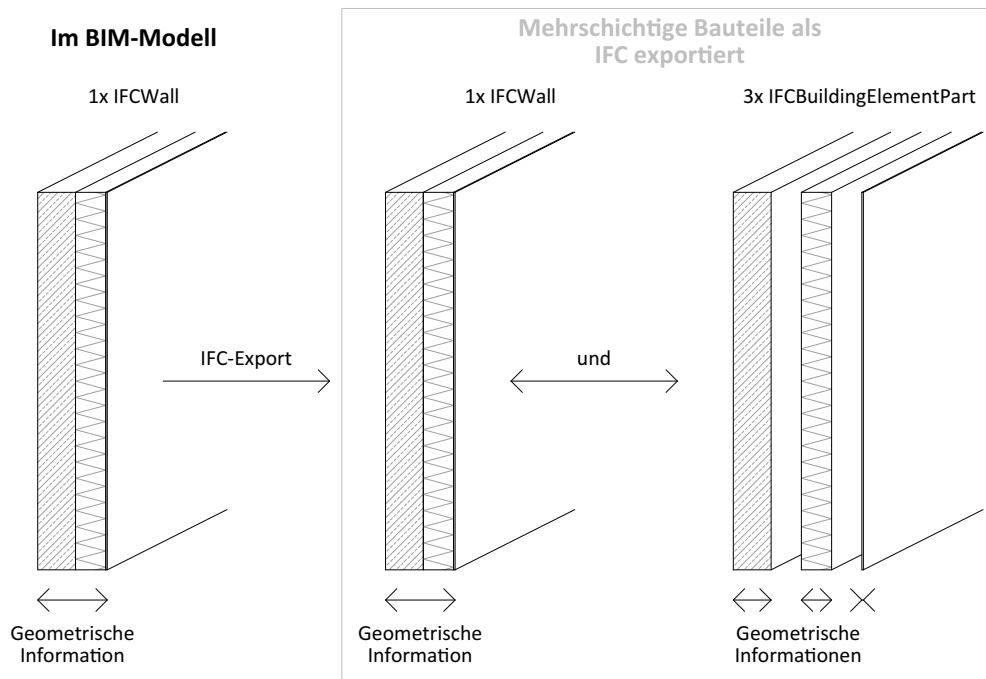 Im BIM-Modell
1x IFCWall
IFC-Export
Geometrische
Information
Mehrschichtige Bauteile als
IFC exportiert
1x IFCWall
und
3x IFCBuildingElementPart
Geometrische
Information
Geometrische
Informationen